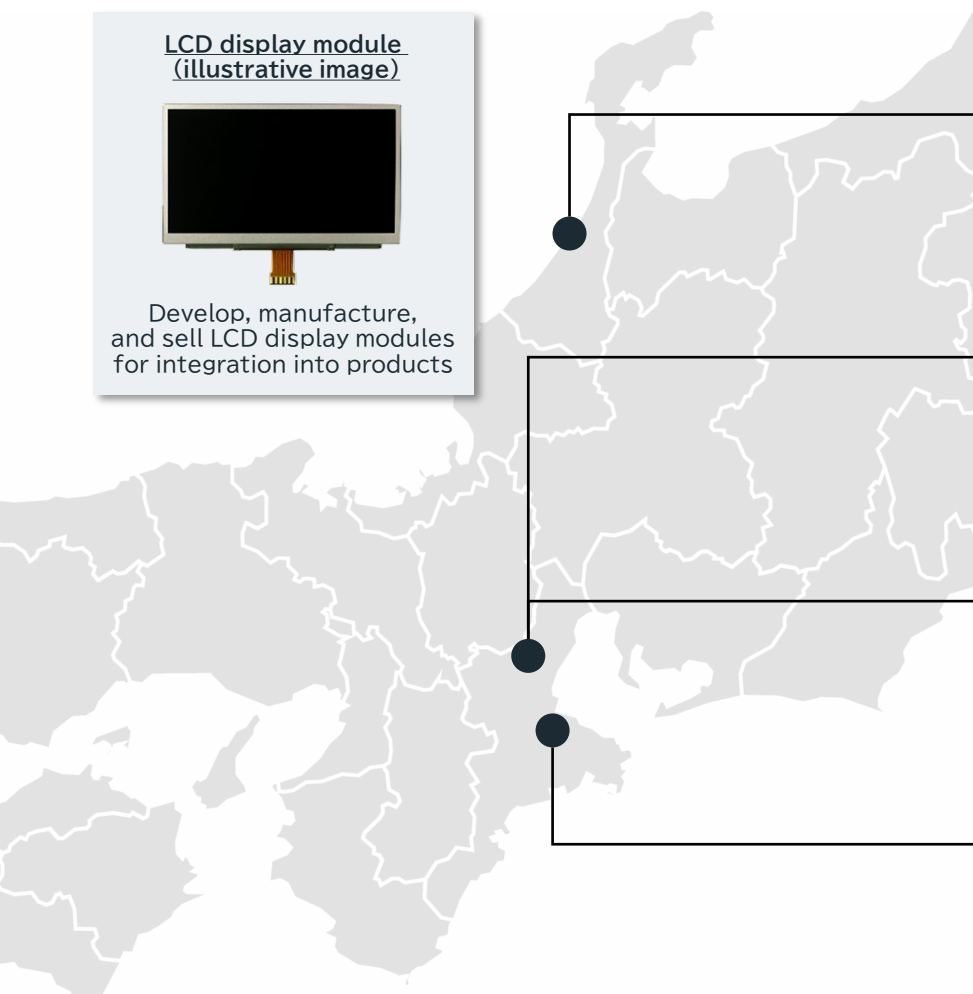 LCD display module
(illustrative image)
Develop, manufacture,
and sell LCD display modules
for integration into products